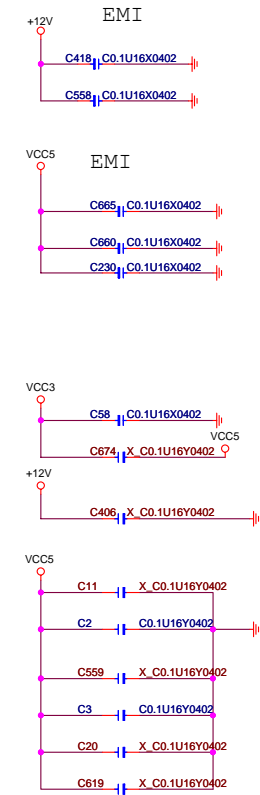 EMI
+12V
C418 C0.1U16X0402
C558 C0.1U16X0402
VCC5
EMI
C665 C0.1U16X0402
C660 C0.1U16X0402
C230 C0.1U16X0402
VCC3
C58 C0.1U16X0402
VCC5
C674 X_C0.1U16Y0402
+12V
C406 X_C0.1U16Y0402
VCC5
C11 X_C0.1U16Y0402
C2 C0.1U16Y0402
C559 X_C0.1U16Y0402
C3 C0.1U16Y0402
C20 X_C0.1U16Y0402
C619 X_C0.1U16Y0402